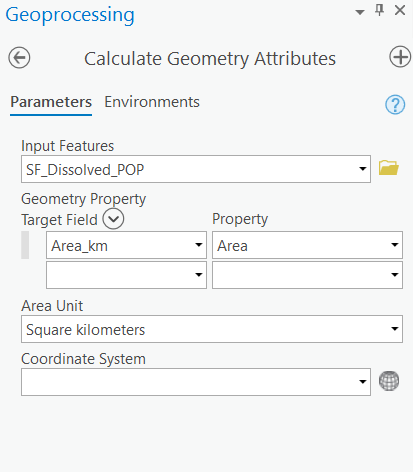 Geoprocessing
Calculate Geometry Attributes
Parameters Environments
?
Input Features
SF_Dissolved_POP
Geometry Property
Target Field Property
Area_km Area
Area Unit
Square kilometers
Coordinate System